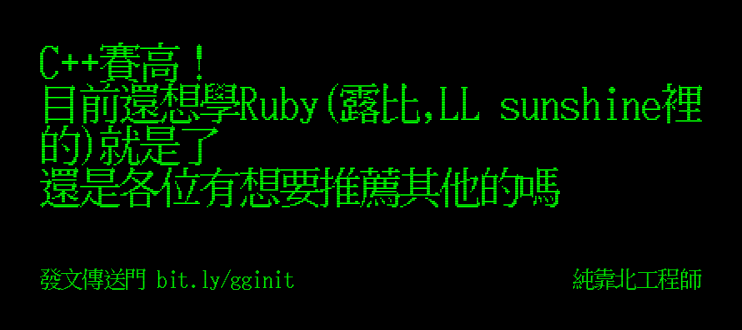 C++賽高！
目前還想學Ruby(露比,LL sunshine裡
的)就是了
還是各位有想要推薦其他的嗎
發文傳送門 bit.ly/gginit
純靠北工程師